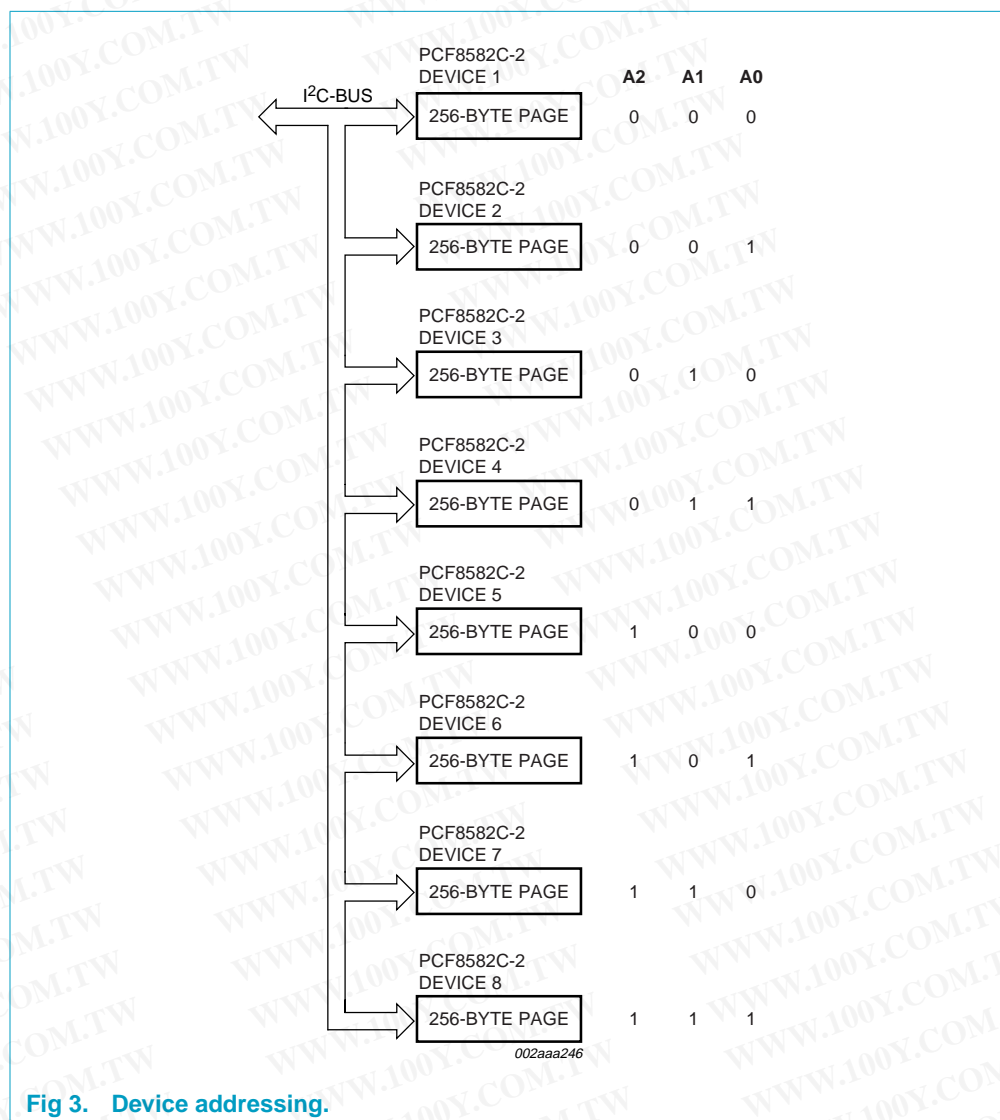 PCF8582C-2
DEVICE 1 A2 A1 A0
I2C-BUS
256-BYTE PAGE 0 0 0
PCF8582C-2
DEVICE 2
256-BYTE PAGE 0 0 1
PCF8582C-2
DEVICE 3
256-BYTE PAGE 0 1 0
PCF8582C-2
DEVICE 4
256-BYTE PAGE 0 1 1
PCF8582C-2
DEVICE 5
256-BYTE PAGE 1 0 0
PCF8582C-2
DEVICE 6
256-BYTE PAGE 1 0 1
PCF8582C-2
DEVICE 7
256-BYTE PAGE 1 1 0
PCF8582C-2
DEVICE 8
256-BYTE PAGE 1 1 1
002aaa246
Fig 3. Device addressing.
WWW.100Y.COM.TW